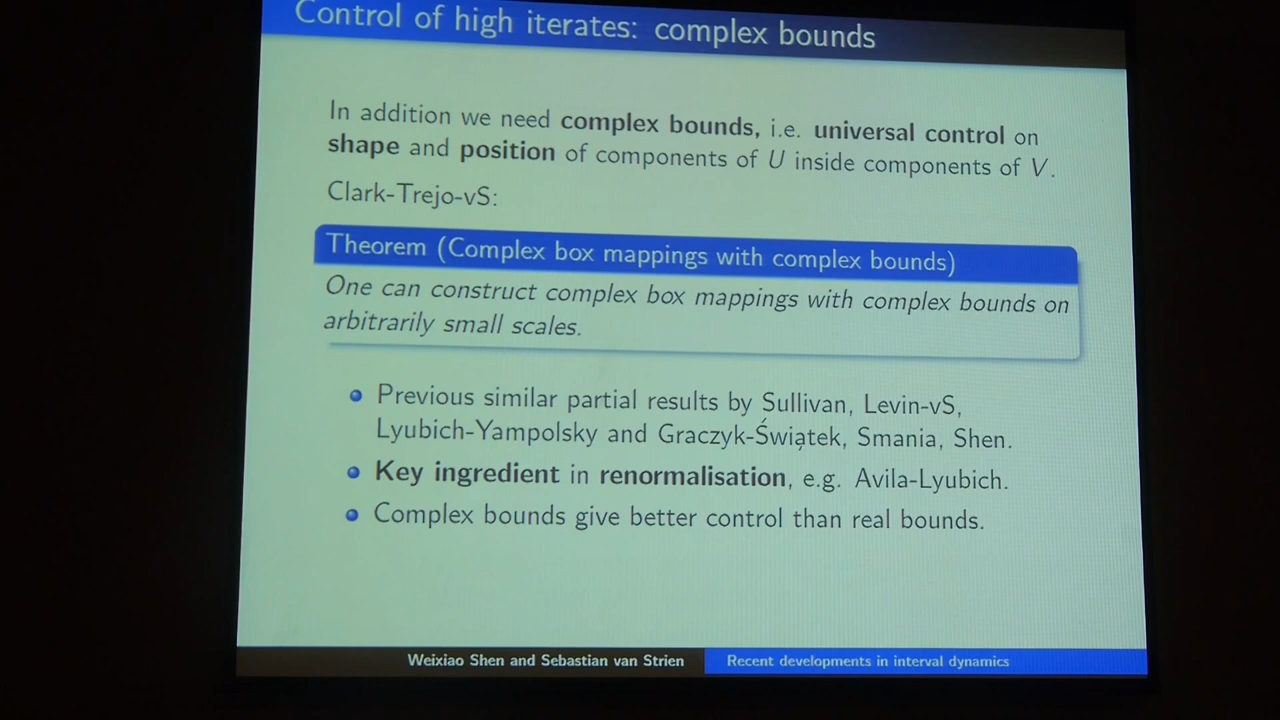 Control of high iterates: complex bounds
In addition we need complex bounds, i.e. universal control on
shape and position of components of U inside components of V.
Clark-Trejo-vS:
Theorem (Complex box mappings with complex bounds)
One can construct complex box mappings with complex bounds on
arbitrarily small scales.
Previous similar partial results by Sullivan, Levin-vS,
Lyubich-Yampolsky and Graczyk-Świątek, Smania, Shen.
Key ingredient in renormalisation, e.g. Avila-Lyubich.
Complex bounds give better control than real bounds.
Weixiao Shen and Sebastian van Strien
Recent developments in interval dynamics